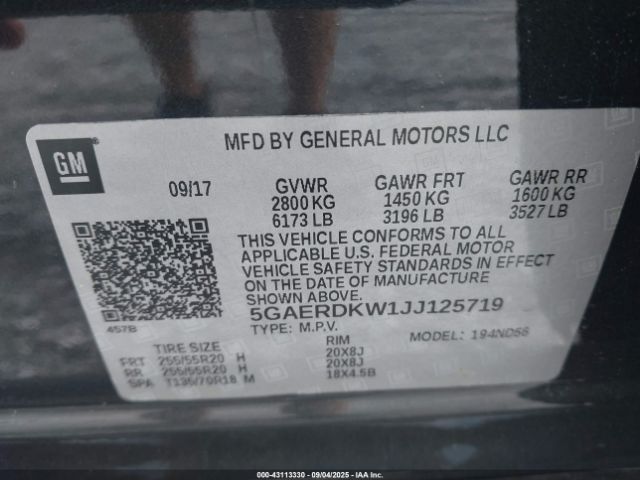 GM
MFD BY GENERAL MOTORS LLC
09/17
GVWR GAWR FRT GAWR RR
2800 KG 1450 KG 1600 KG
6173 LB 3196 LB 3527 LB
THIS VEHICLE CONFORMS TO ALL
APPLICABLE U.S. FEDERAL MOTOR
VEHICLE SAFETY STANDARDS IN EFFECT
ON THE DATE OF MANUFACTURE
SHOWN ABOVE.
5GAERDKW1JJ125719
457B
TYPE: M.P.V. MODEL: 194ND56
TIRE SIZE RIM
FRT 255/55R20 H 20X8J
RR 255/55R20 H 20X8J
SPA T135/70R18 M 18X4.5B
000-43113330 - 09/04/2025 - IAA Inc.